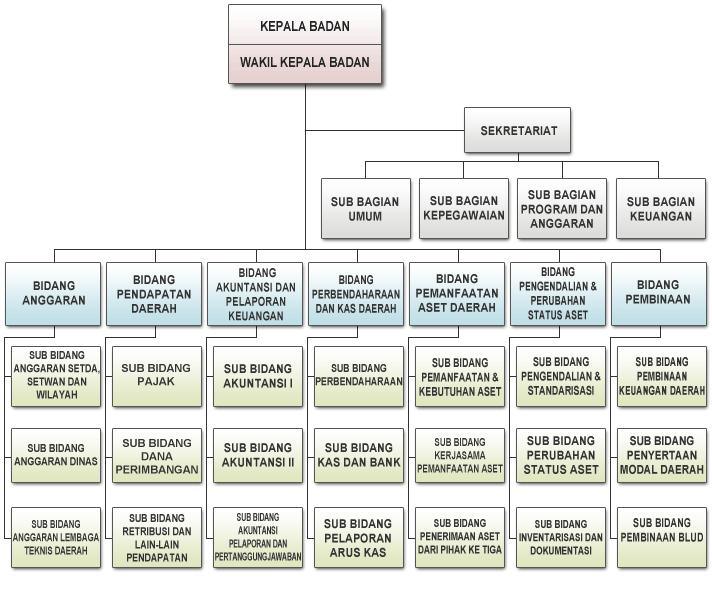 KEPALA BADAN
WAKIL KEPALA BADAN
SEKRETARIAT
SUB BAGIAN
UMUM
SUB BAGIAN
KEPEGAWAIAN
SUB BAGIAN
PROGRAM DAN
ANGGARAN
SUB BAGIAN
KEUANGAN
BIDANG
ANGGARAN
BIDANG
PENDAPATAN
DAERAH
BIDANG
AKUNTANSI DAN
PELAPORAN
KEUANGAN
BIDANG
PERBENDAHARAAN
DAN KAS DAERAH
BIDANG
PEMANFAATAN
ASET DAERAH
BIDANG
PENGENDALIAN &
PERUBAHAN
STATUS ASET
BIDANG
PEMBINAAN
SUB BIDANG
ANGGARAN SETDA,
SETWAN DAN
WILAYAH
SUB BIDANG
PAJAK
SUB BIDANG
AKUNTANSI I
SUB BIDANG
PERBENDAHARAAN
SUB BIDANG
PEMANFAATAN &
KEBUTUHAN ASET
SUB BIDANG
PENGENDALIAN &
STANDARISASI
SUB BIDANG
PEMBINAAN
KEUANGAN DAERAH
SUB BIDANG
ANGGARAN DINAS
SUB BIDANG
DANA
PERIMBANGAN
SUB BIDANG
AKUNTANSI II
SUB BIDANG
KAS DAN BANK
SUB BIDANG
KERJASAMA
PEMANFAATAN ASET
SUB BIDANG
PERUBAHAN
STATUS ASET
SUB BIDANG
PENYERTAAN
MODAL DAERAH
SUB BIDANG
ANGGARAN LEMBAGA
TEKNIS DAERAH
SUB BIDANG
RETRIBUSI DAN
LAIN-LAIN
PENDAPATAN
SUB BIDANG
AKUNTANSI
PELAPORAN DAN
PERTANGGUNGJAWABAN
SUB BIDANG
PELAPORAN
ARUS KAS
SUB BIDANG
PENERIMAAN ASET
DARI PIHAK KE TIGA
SUB BIDANG
INVENTARISASI DAN
DOKUMENTASI
SUB BIDANG
PEMBINAAN BLUD